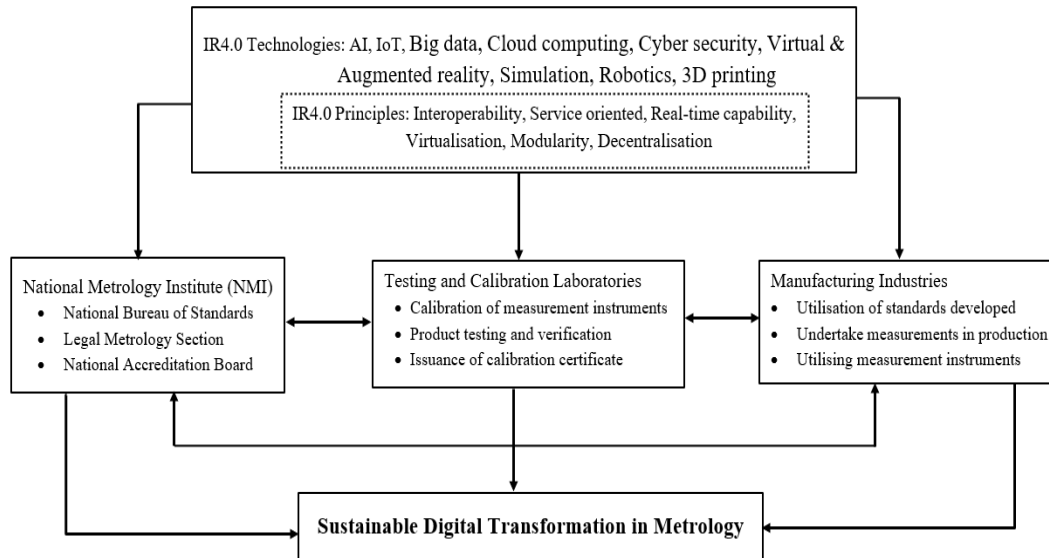 IR4.0 Technologies: AI, IoT, Big data, Cloud computing, Cyber security, Virtual &
Augmented reality, Simulation, Robotics, 3D printing
IR4.0 Principles: Interoperability, Service oriented, Real-time capability,
Virtualisation, Modularity, Decentralisation
National Metrology Institute (NMI)
• National Bureau of Standards
• Legal Metrology Section
• National Accreditation Board
Testing and Calibration Laboratories
• Calibration of measurement instruments
• Product testing and verification
• Issuance of calibration certificate
Manufacturing Industries
• Utilisation of standards developed
• Undertake measurements in production
• Utilising measurement instruments
Sustainable Digital Transformation in Metrology